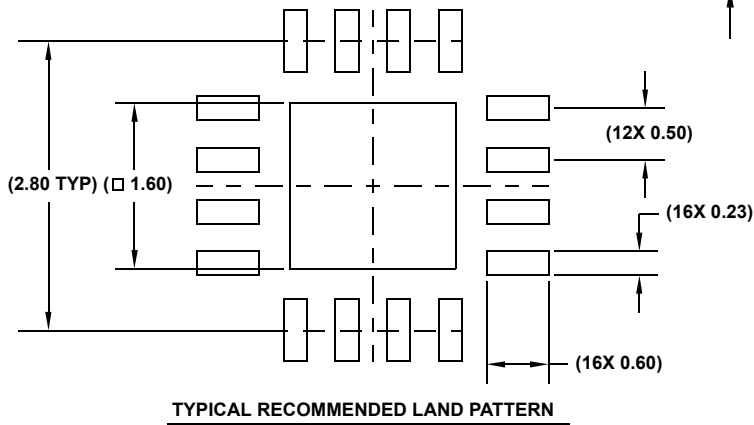 (12X 0.50)
(2.80 TYP) (□ 1.60)
(16X 0.23)
(16X 0.60)
TYPICAL RECOMMENDED LAND PATTERN